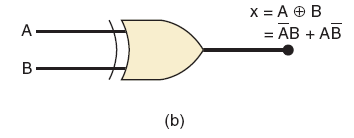 x = A ⊕ B
= A̅B + AB̅
A
B
(b)